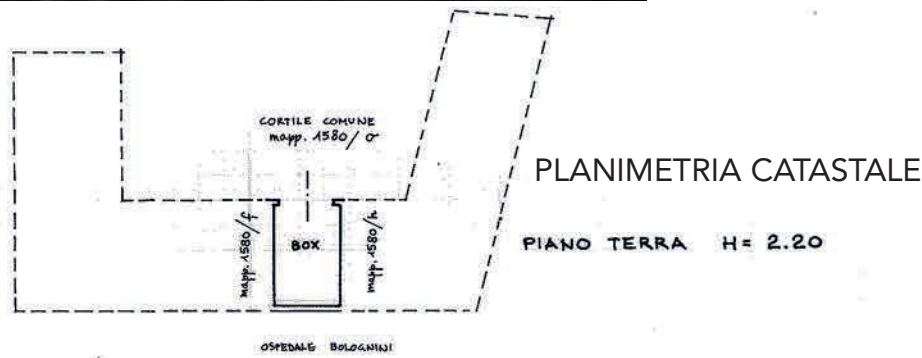 CORTILE COMUNE
mapp. 1580/σ
PLANIMETRIA CATASTALE
mapp. 1580/f
BOX
mapp. 1580/h
PIANO TERRA H= 2.20
OSPEDALE BOLOGNINI